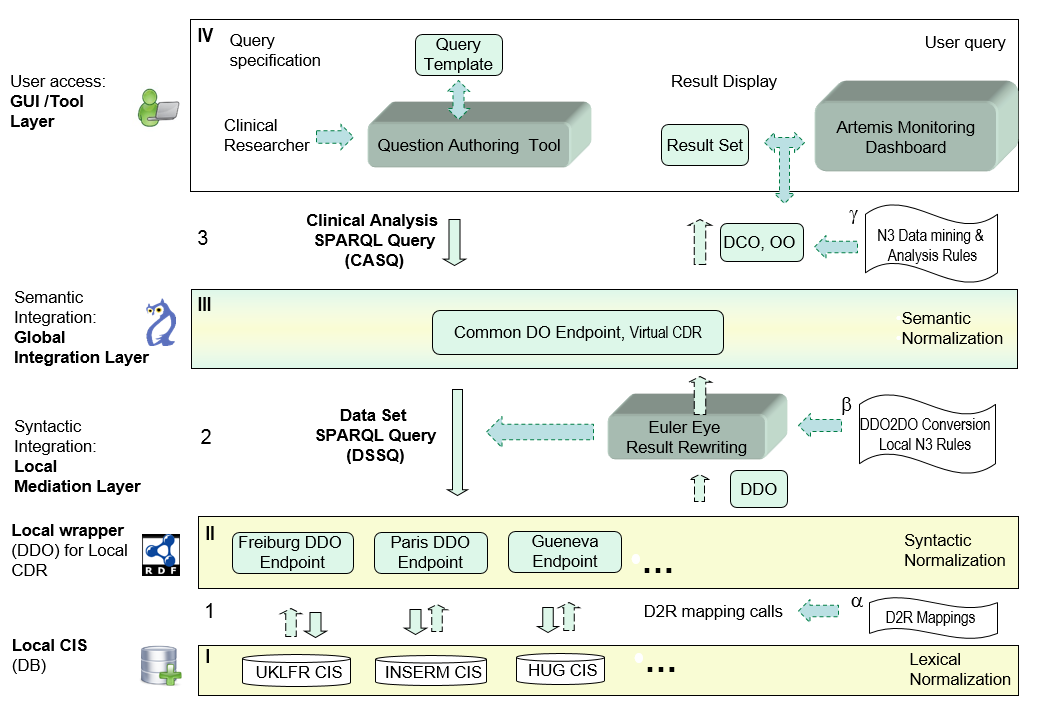 IV
Query
specification
Query
Template
User query
Result Display
User access:
GUI /Tool
Layer
Clinical
Researcher
Question Authoring Tool
Result Set
Artemis Monitoring
Dashboard
3
Clinical Analysis
SPARQL Query
(CASQ)
DCO, OO
γ
N3 Data mining &
Analysis Rules
Semantic
Integration:
Global
Integration Layer
III
Common DO Endpoint, Virtual CDR
Semantic
Normalization
Syntactic
Integration:
Local
Mediation Layer
2
Data Set
SPARQL Query
(DSSQ)
Euler Eye
Result Rewriting
β
DDO2DO Conversion
Local N3 Rules
DDO
Local wrapper
(DDO) for Local
CDR
RDF
II
Freiburg DDO
Endpoint
Paris DDO
Endpoint
Gueneva
Endpoint
...
Syntactic
Normalization
1
D2R mapping calls
α
D2R Mappings
Local CIS
(DB)
I
UKLFR CIS
INSERM CIS
HUG CIS
...
Lexical
Normalization